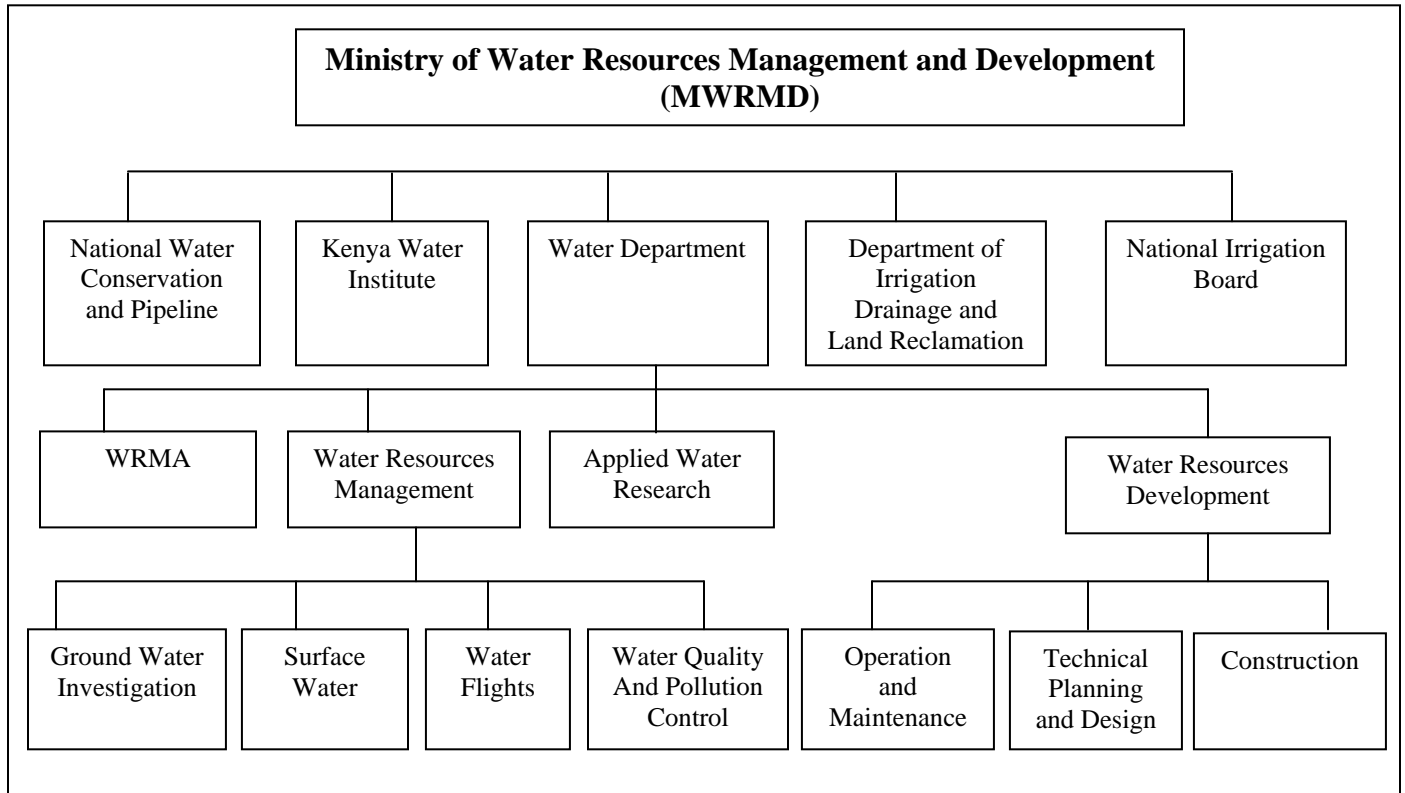 Ministry of Water Resources Management and Development
(MWRMD)
National Water
Conservation
and Pipeline
Kenya Water
Institute
Water Department
Department of
Irrigation
Drainage and
Land Reclamation
National Irrigation
Board
WRMA
Water Resources
Management
Applied Water
Research
Water Resources
Development
Ground Water
Investigation
Surface
Water
Water
Flights
Water Quality
And Pollution
Control
Operation
and
Maintenance
Technical
Planning
and Design
Construction